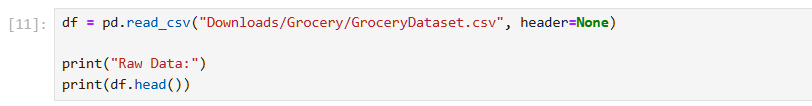 [11]: df = pd.read_csv("Downloads/Grocery/GroceryDataset.csv", header=None)
print("Raw Data:")
print(df.head())